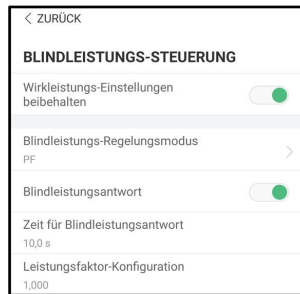 < ZURÜCK
BLINDLEISTUNGS-STEUERUNG
Wirkleistungs-Einstellungen
beibehalten
Blindleistungs-Regelungsmodus
PF
Blindleistungsantwort
Zeit für Blindleistungsantwort
10,0 s
Leistungsfaktor-Konfiguration
1,000